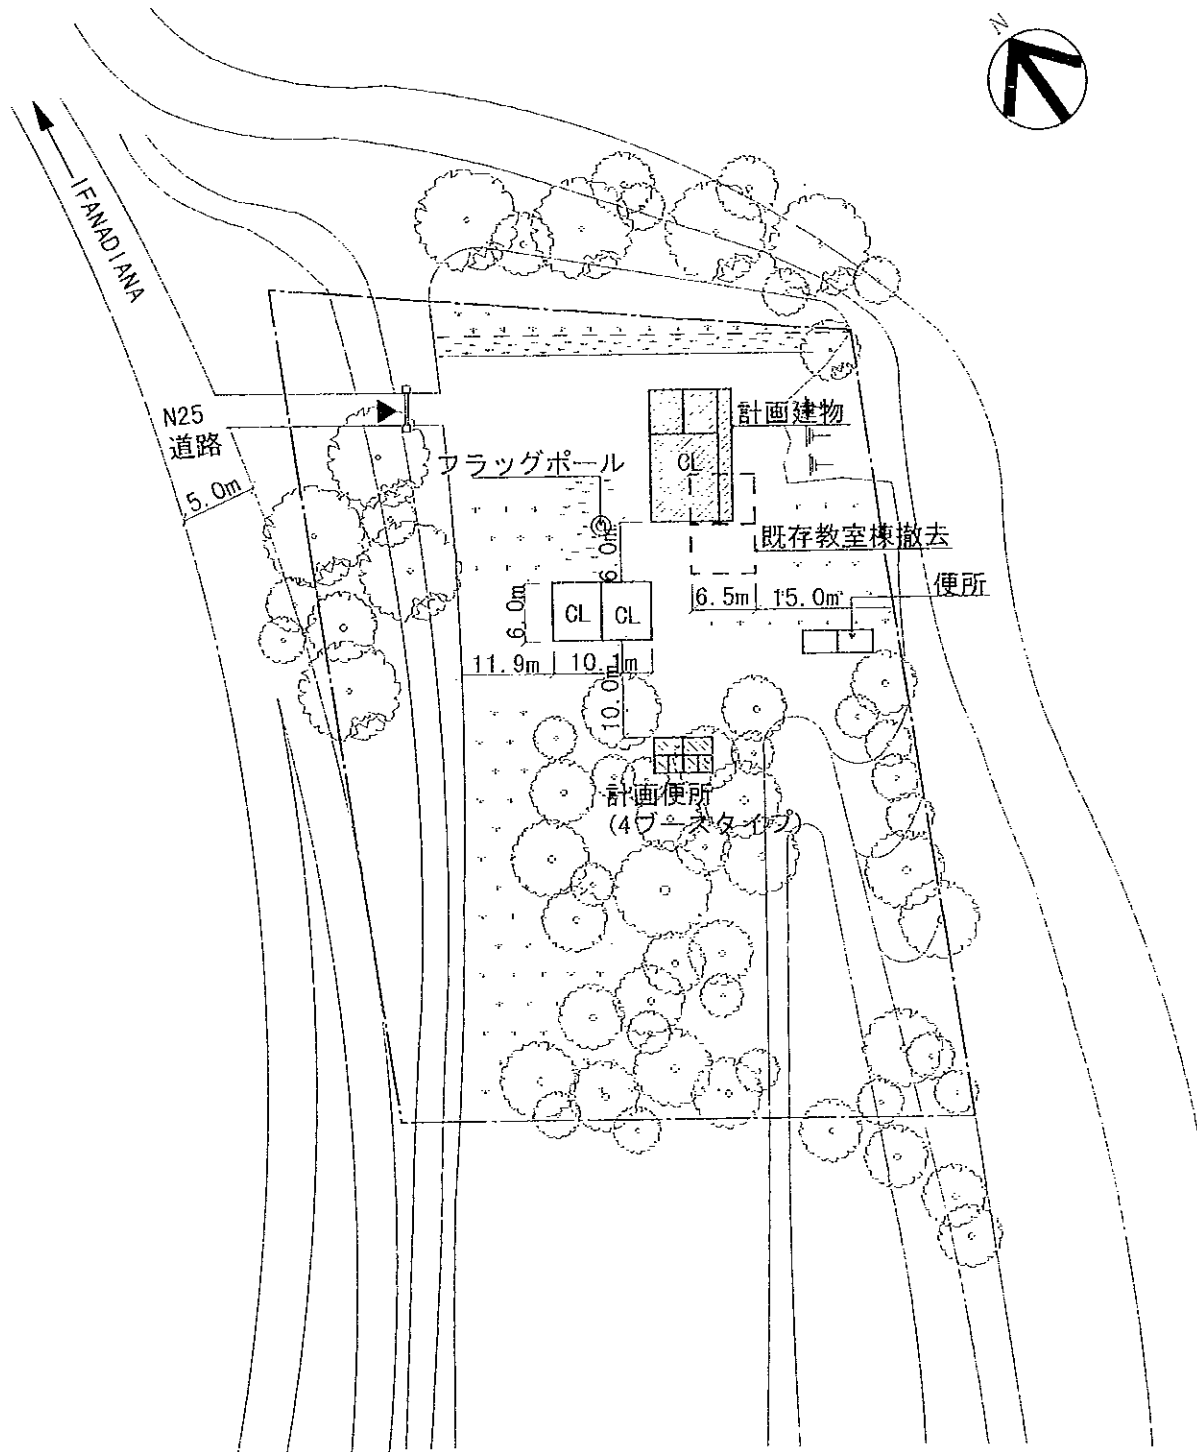 N
IFANADIANA
N25
道路
5.0m
計画建物
CL
フラッグポール
既存教室棟撤去
6.0m
6.5m
15.0m
便所
6.0m
CL
CL
11.9m
10.1m
10.0m
計画便所
(4ブースタイプ)